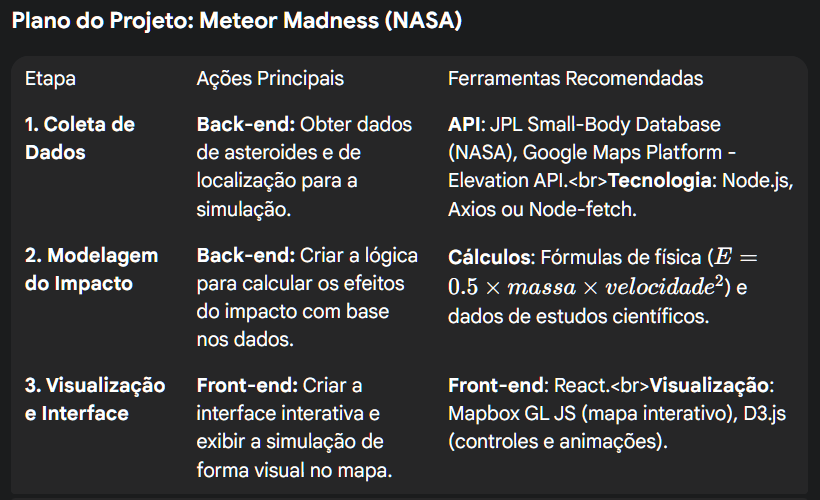 Plano do Projeto: Meteor Madness (NASA)
Etapa Ações Principais Ferramentas Recomendadas
1. Coleta de Dados
Back-end: Obter dados
de asteroides e de
localização para a
simulação.
API: JPL Small-Body Database
(NASA), Google Maps Platform -
Elevation API.<br>Tecnologia: Node.js,
Axios ou Node-fetch.
2. Modelagem
do Impacto
Back-end: Criar a lógica
para calcular os efeitos
do impacto com base
nos dados.
Cálculos: Fórmulas de física (E =
0.5 × massa × velocidade²) e
dados de estudos científicos.
3. Visualização
e Interface
Front-end: Criar a
interface interativa e
exibir a simulação de
forma visual no mapa.
Front-end: React.<br>Visualização:
Mapbox GL JS (mapa interativo), D3.js
(controles e animações).